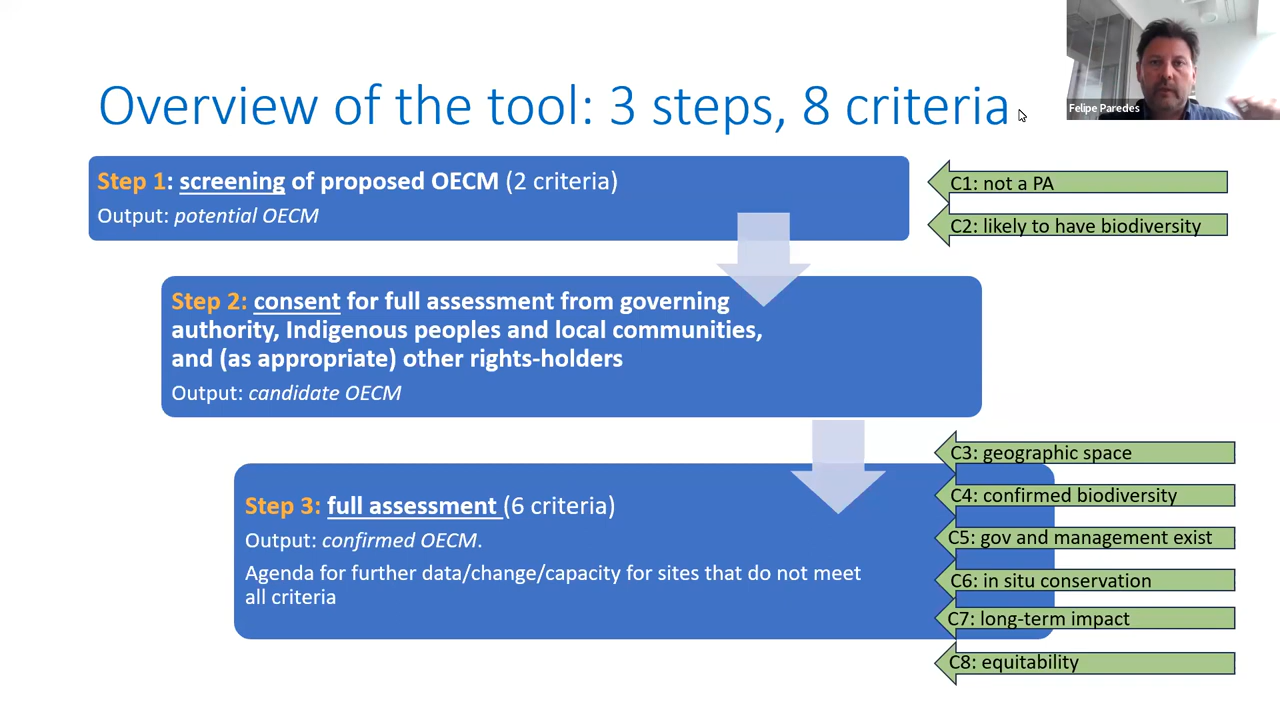 Felipe Paredes
Overview of the tool: 3 steps, 8 criteria
Step 1: screening of proposed OECM (2 criteria)
Output: potential OECM
C1: not a PA
C2: likely to have biodiversity
Step 2: consent for full assessment from governing
authority, Indigenous peoples and local communities,
and (as appropriate) other rights-holders
Output: candidate OECM
Step 3: full assessment (6 criteria)
Output: confirmed OECM.
Agenda for further data/change/capacity for sites that do not meet
all criteria
C3: geographic space
C4: confirmed biodiversity
C5: gov and management exist
C6: in situ conservation
C7: long-term impact
C8: equitability